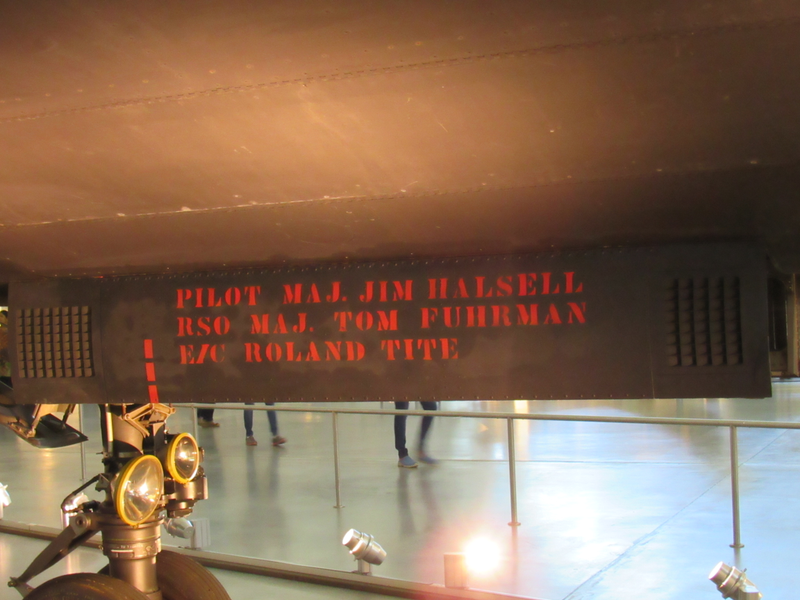 PILOT MAJ. JIM HALSELL
RSO MAJ. TOM FUHRMAN
E/C ROLAND TITE